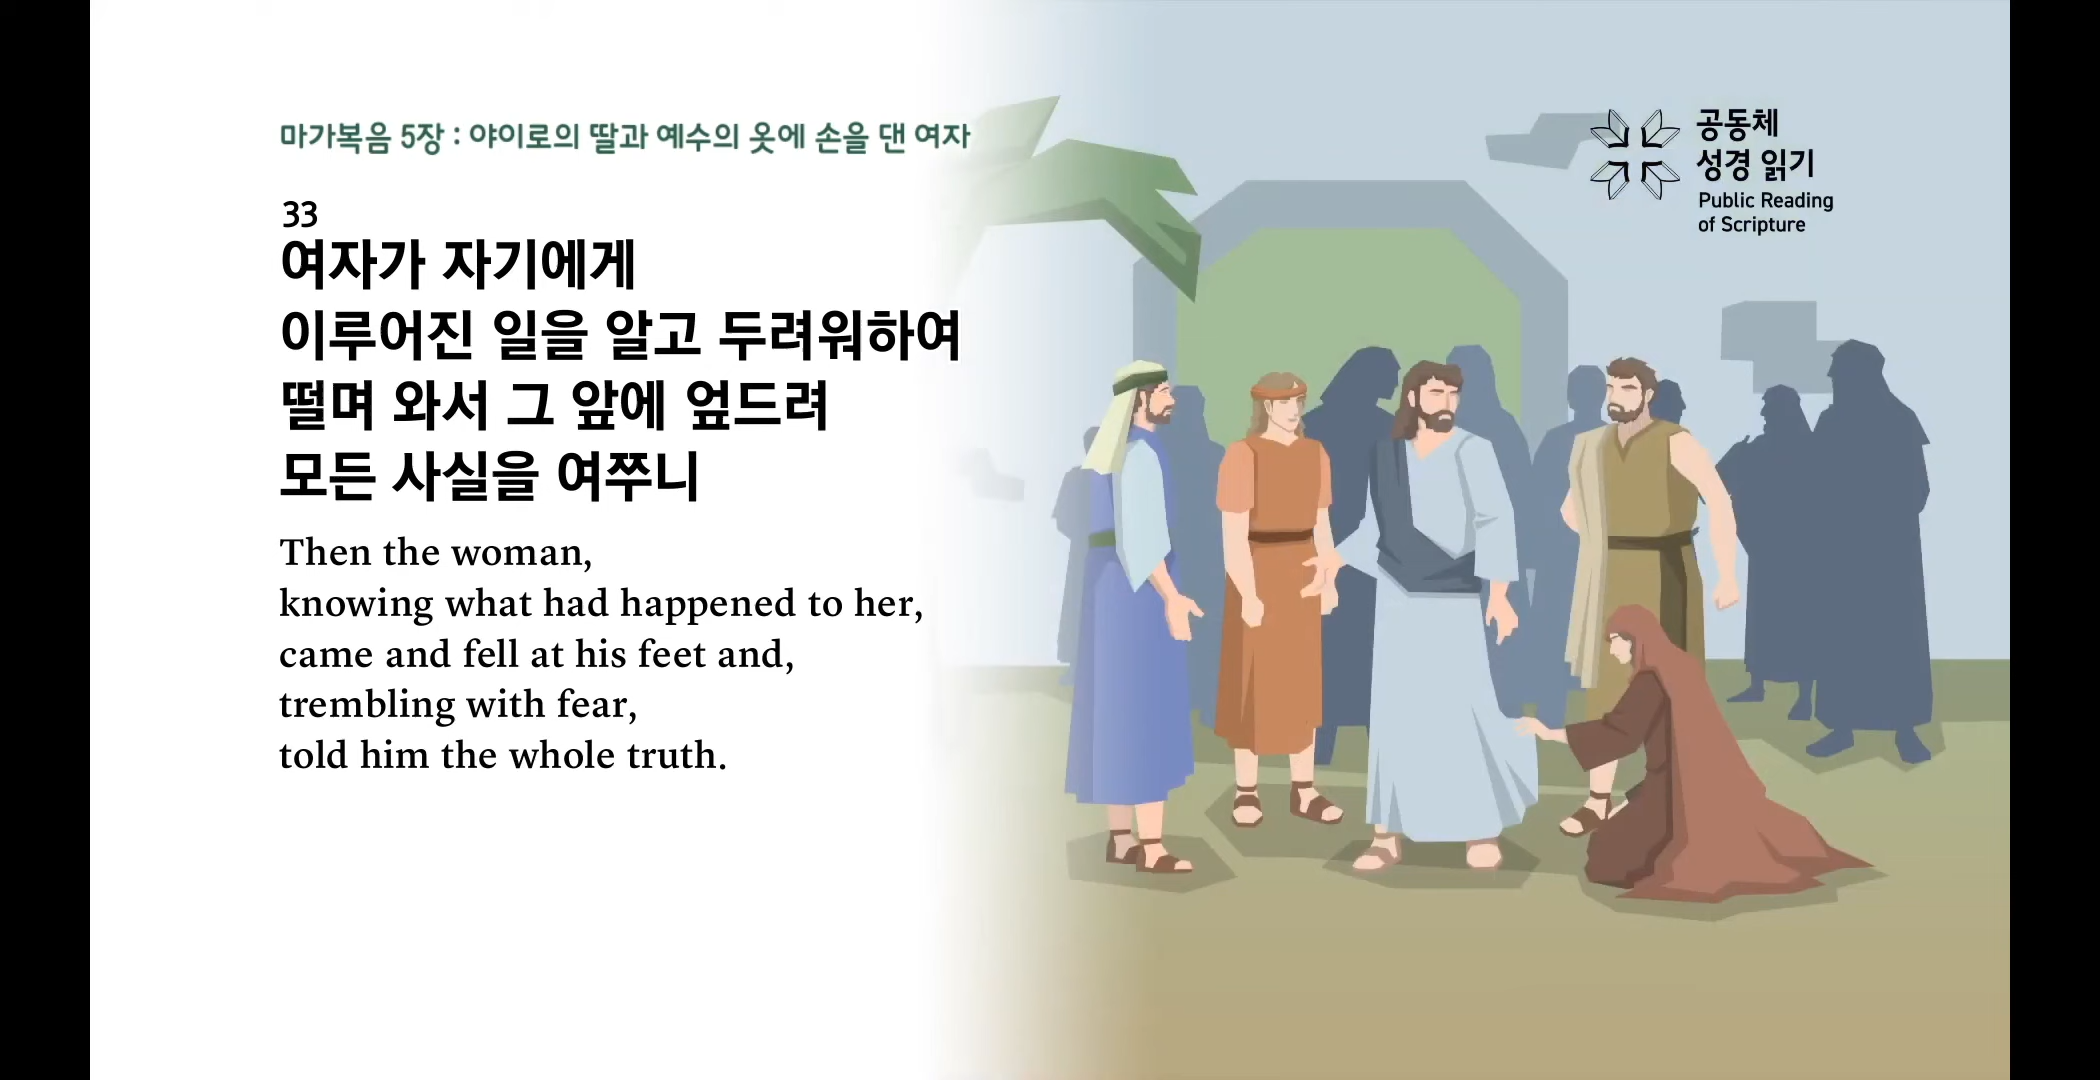 마가복음 5장 : 야이로의 딸과 예수의 옷에 손을 댄 여자
33
여자가 자기에게
이루어진 일을 알고 두려워하여
떨며 와서 그 앞에 엎드려
모든 사실을 여쭈니
Then the woman,
knowing what had happened to her,
came and fell at his feet and,
trembling with fear,
told him the whole truth.
공동체
성경 읽기
Public Reading
of Scripture